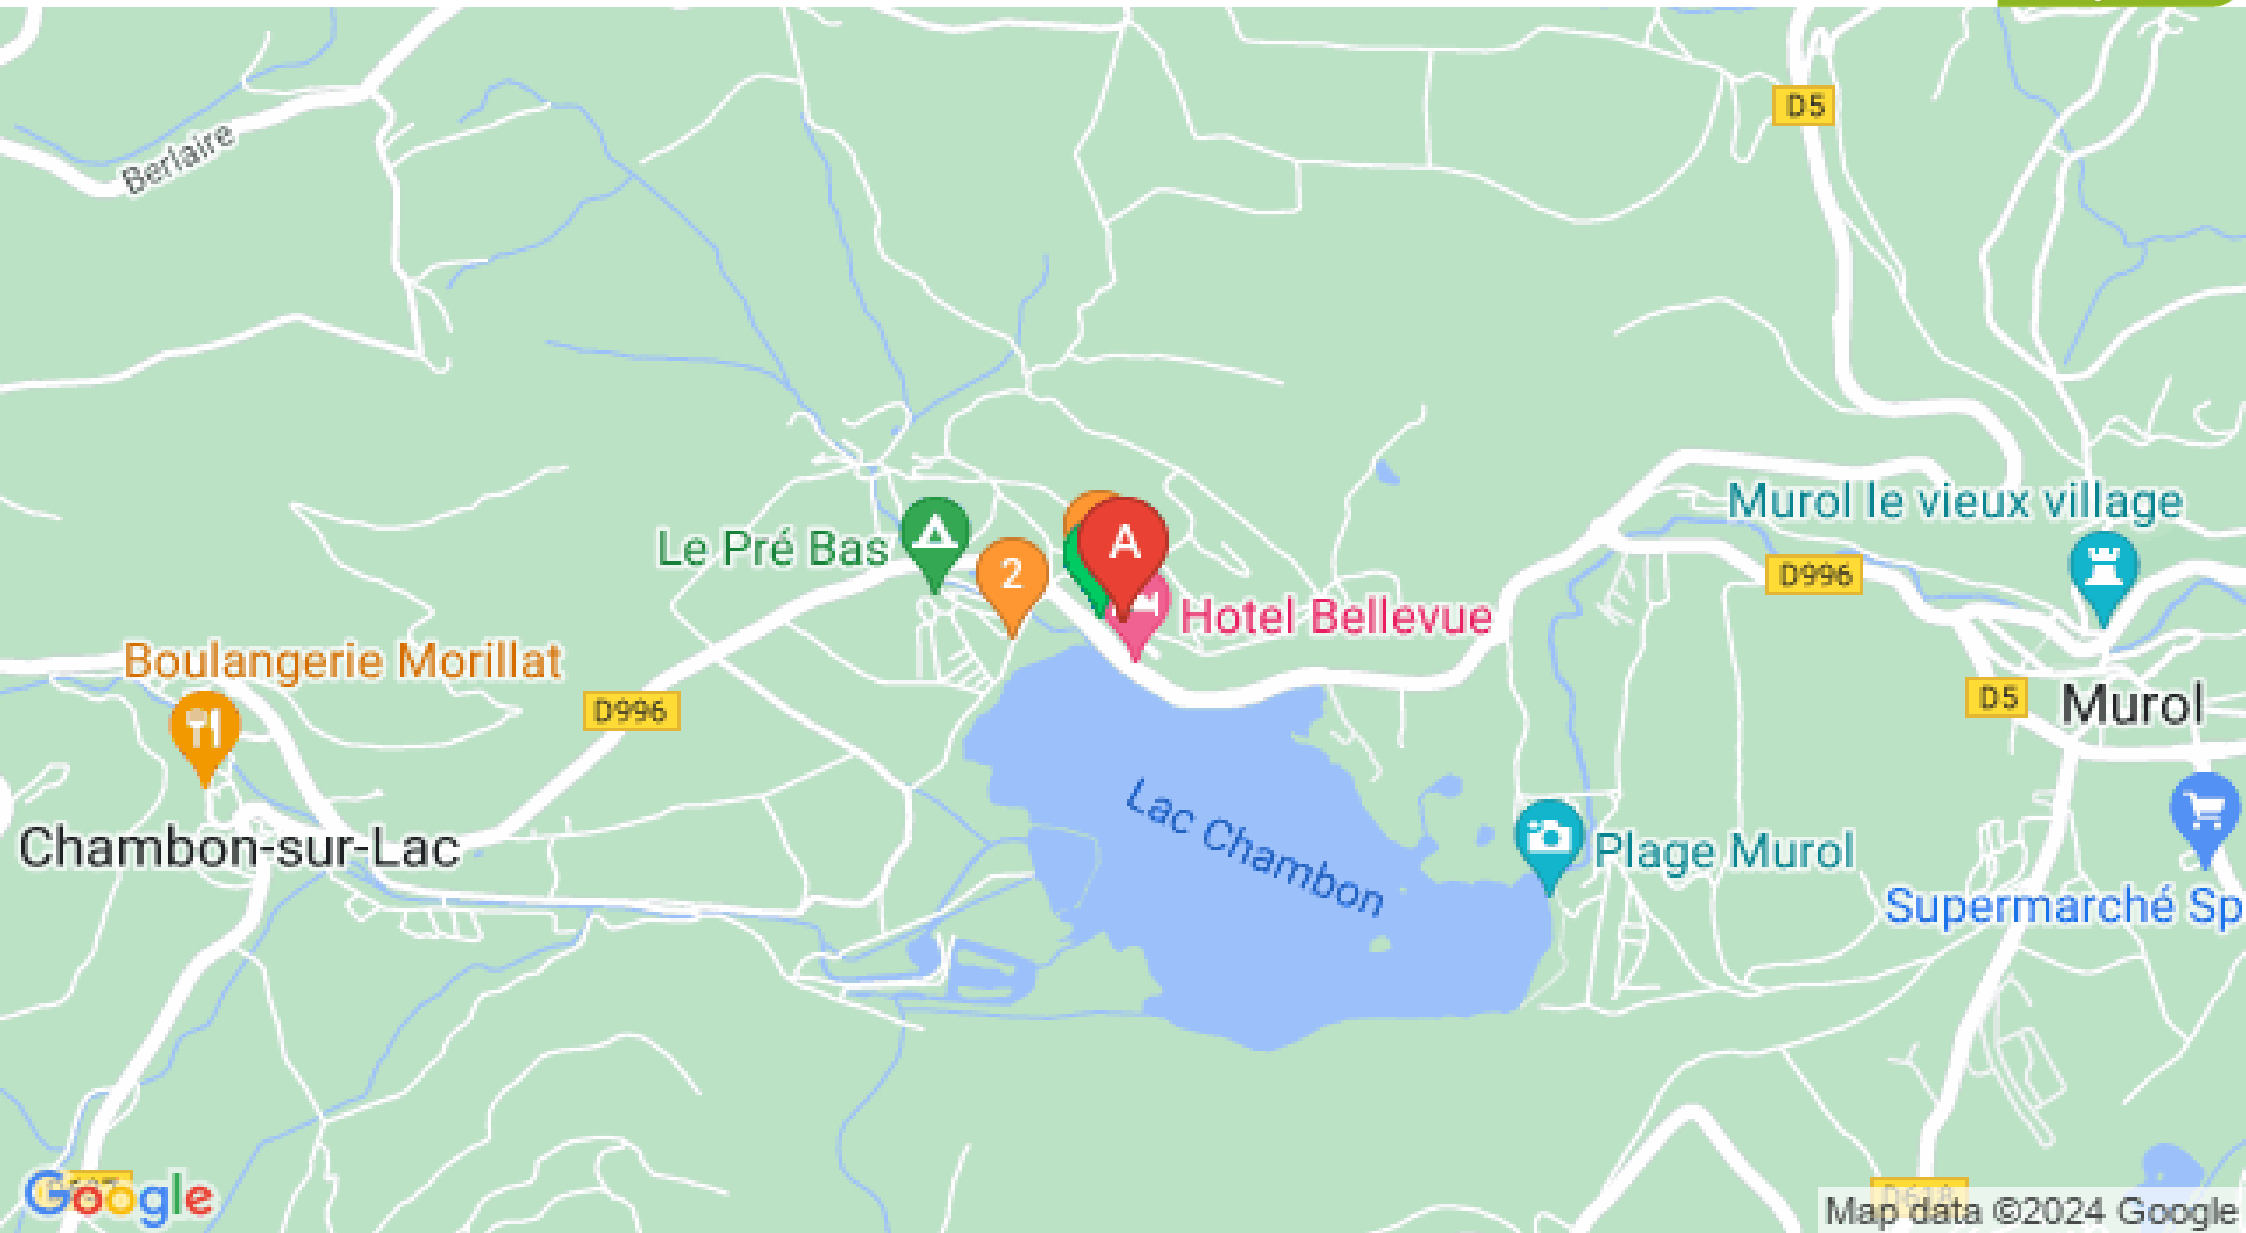 D5
Berlaire
Murol le vieux village
A
Le Pré Bas
2
D996
Hotel Bellevue
Boulangerie Morillat
D996
D5
Murol
Lac Chambon
Chambon-sur-Lac
Plage Murol
Supermarché Sp
Google
D618
Map data ©2024 Google